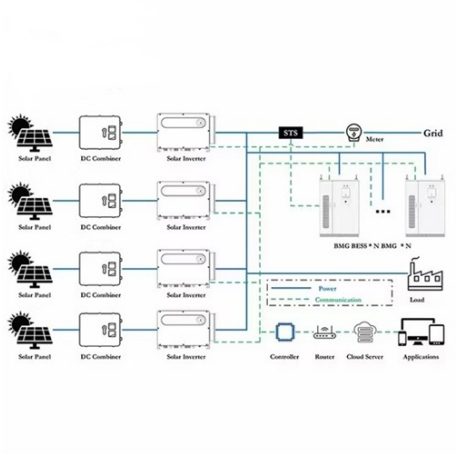 STS
Meter
Grid
Solar Panel DC Combiner Solar Inverter
Solar Panel DC Combiner Solar Inverter
BMG BESS * N BMG * N
Solar Panel DC Combiner Solar Inverter
Power
Communication
Load
Solar Panel DC Combiner Solar Inverter
Controller Router Cloud Server Applications